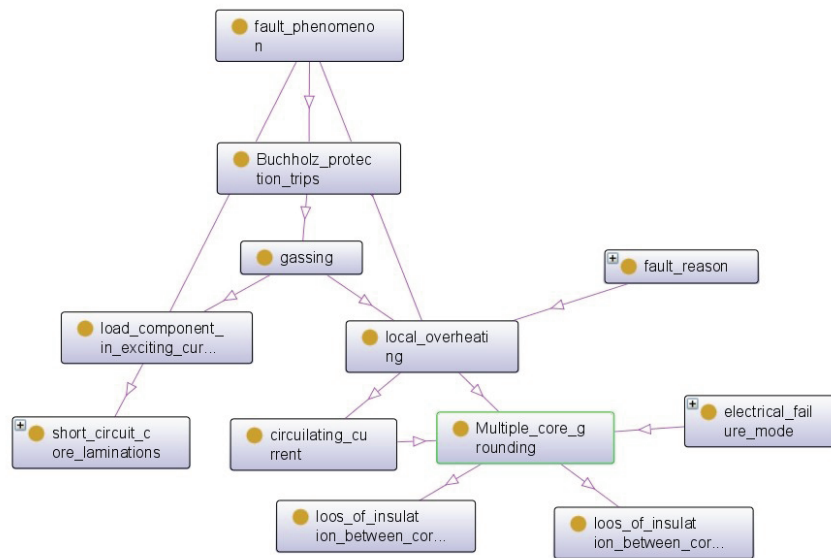 fault_phenomeno
n
Buchholz_protec
tion_trips
gassing
fault_reason
load_component_
in_exciting_cur...
local_overheati
ng
short_circuit_c
ore_laminations
circuilating_cu
rrent
Multiple_core_g
rounding
electrical_fail
ure_mode
loos_of_insulat
ion_between_cor...
loos_of_insulat
ion_between_cor...